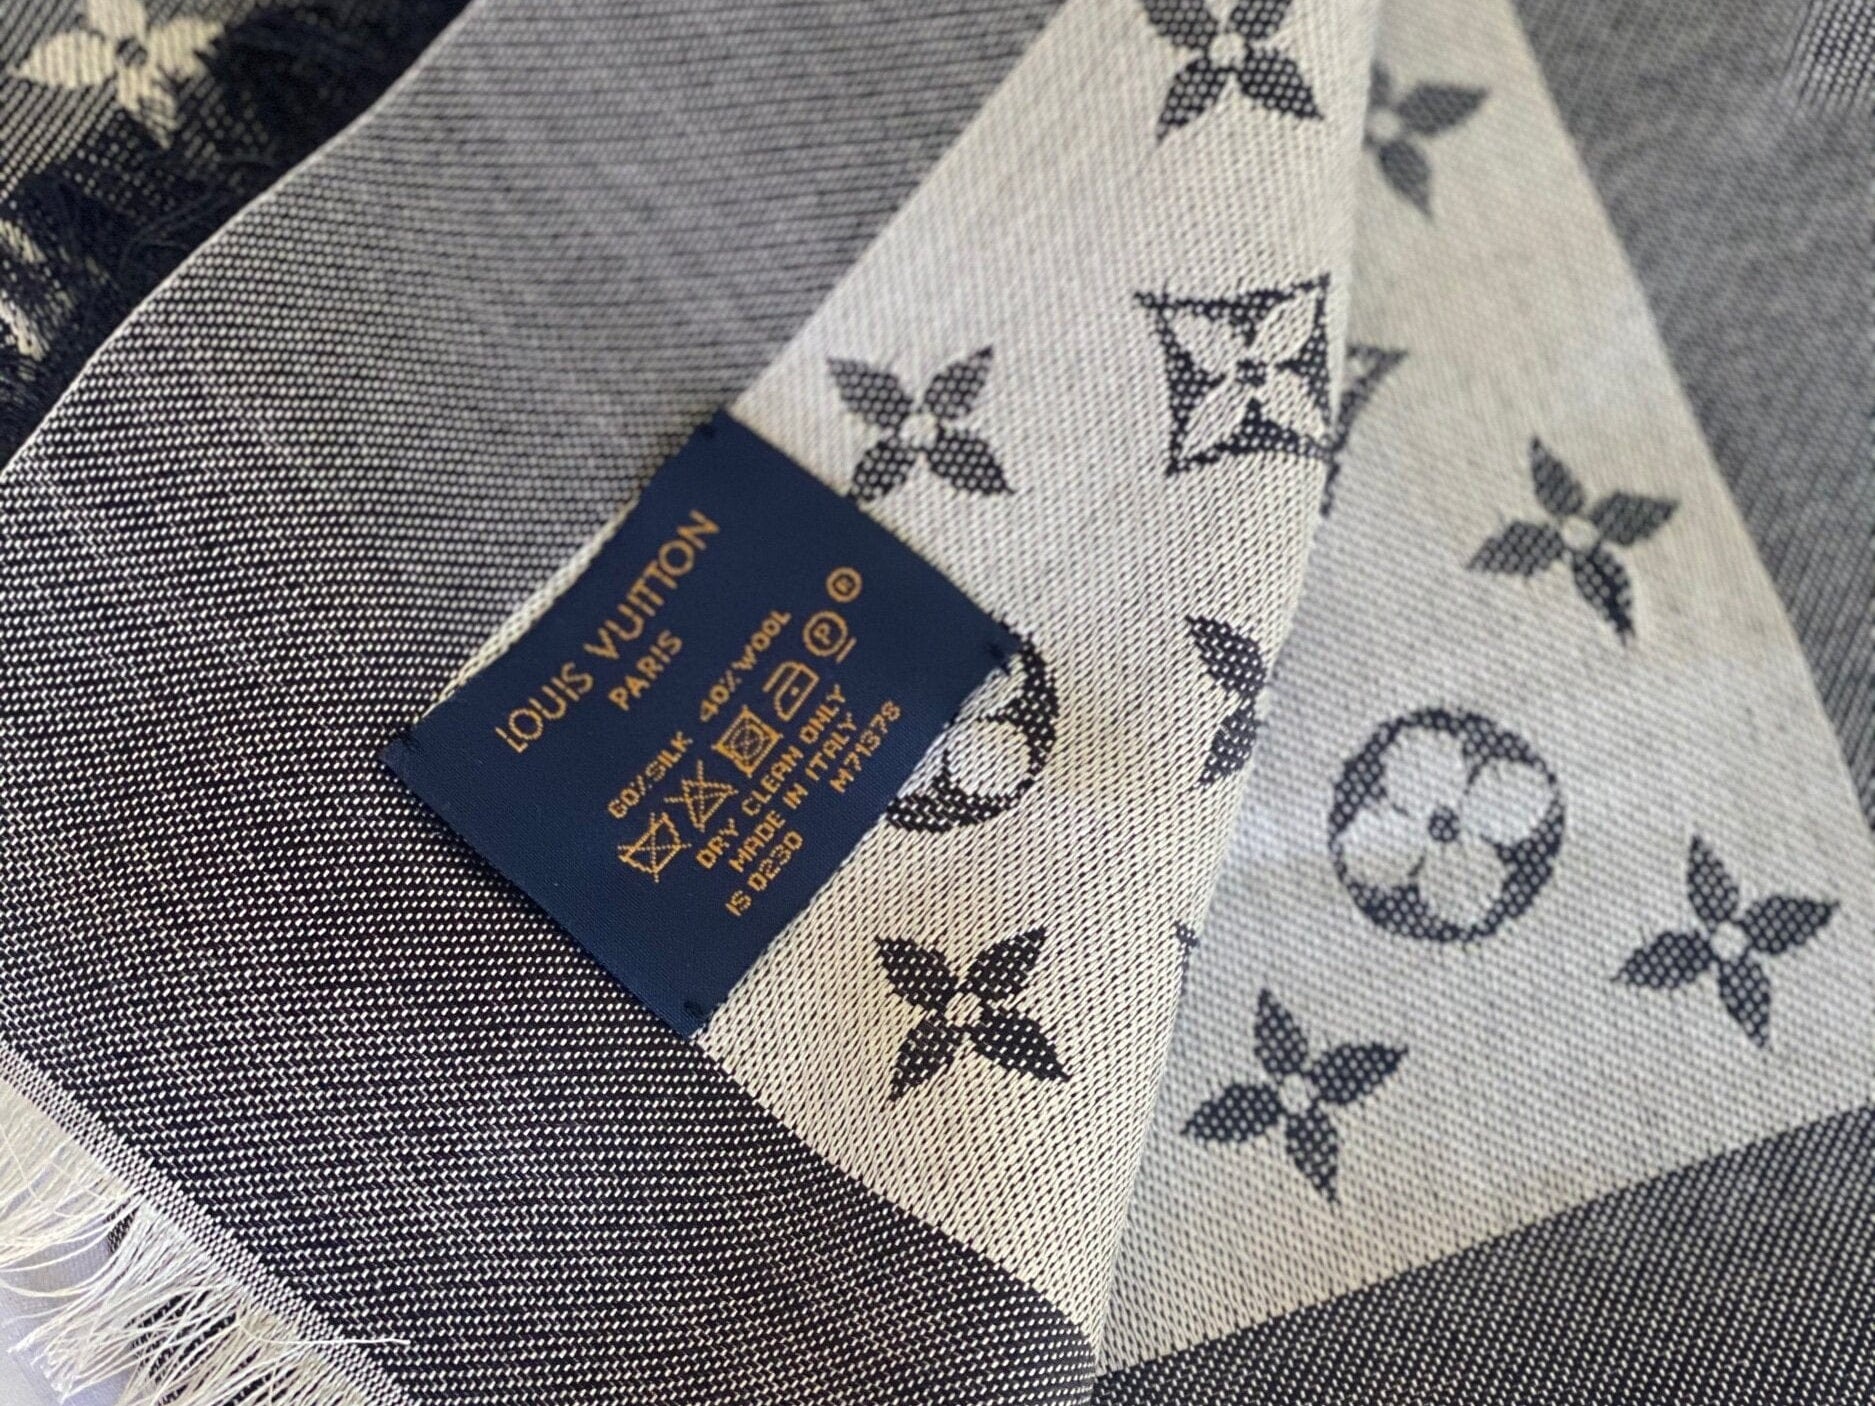 LOUIS VUITTON
PARIS
60%SILK 40%WOOL
P
®
DRY CLEAN ONLY
MADE IN ITALY
IS 0230 M71378